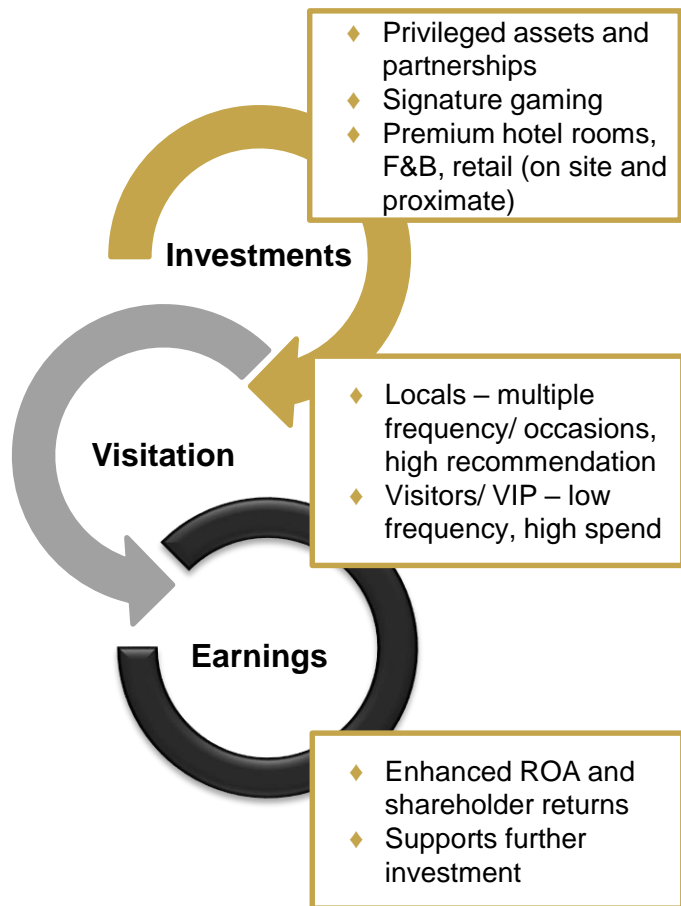 ♦ Privileged assets and
partnerships
♦ Signature gaming
♦ Premium hotel rooms,
F&B, retail (on site and
proximate)
Investments
♦ Locals – multiple
frequency/ occasions,
high recommendation
♦ Visitors/ VIP – low
frequency, high spend
Visitation
Earnings
♦ Enhanced ROA and
shareholder returns
♦ Supports further
investment